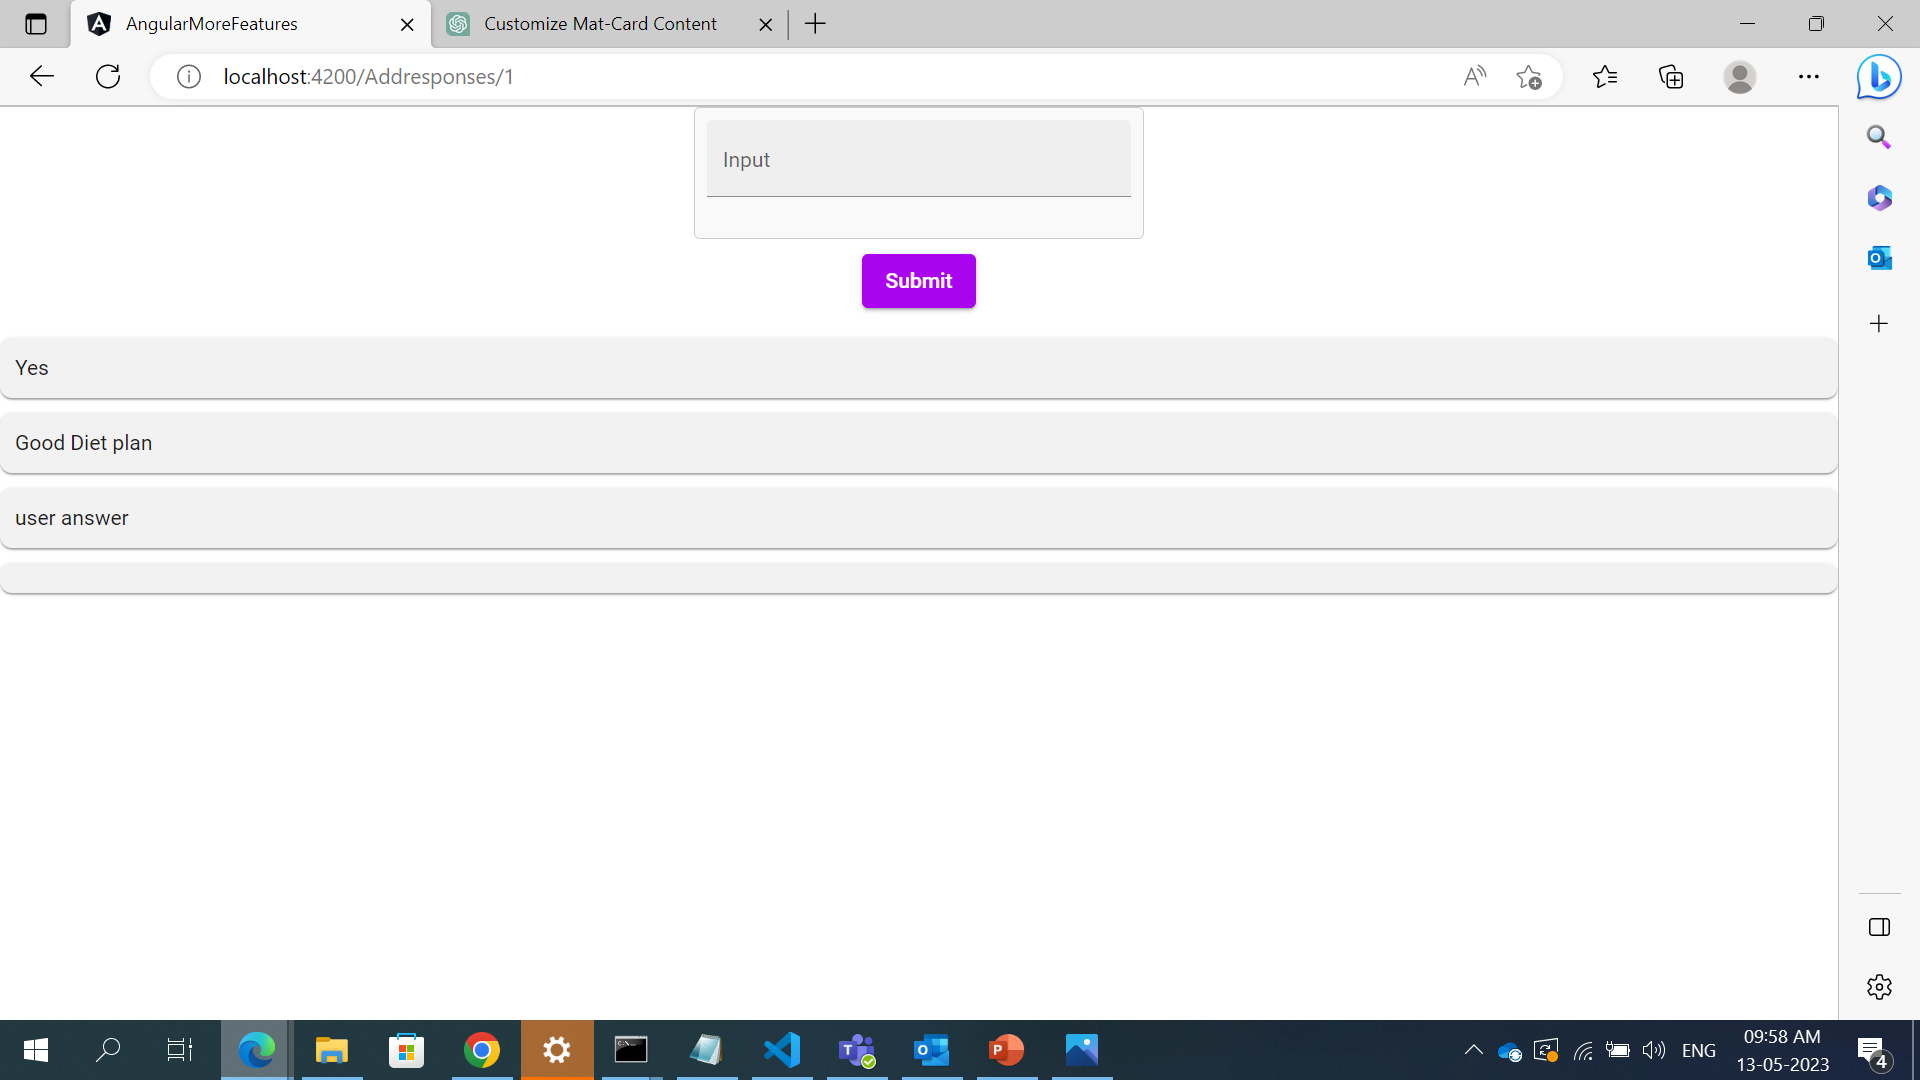 AngularMoreFeatures
Customize Mat-Card Content
localhost:4200/Addresponses/1
Input
Submit
Yes
Good Diet plan
user answer
ENG
09:58 AM
13-05-2023
4